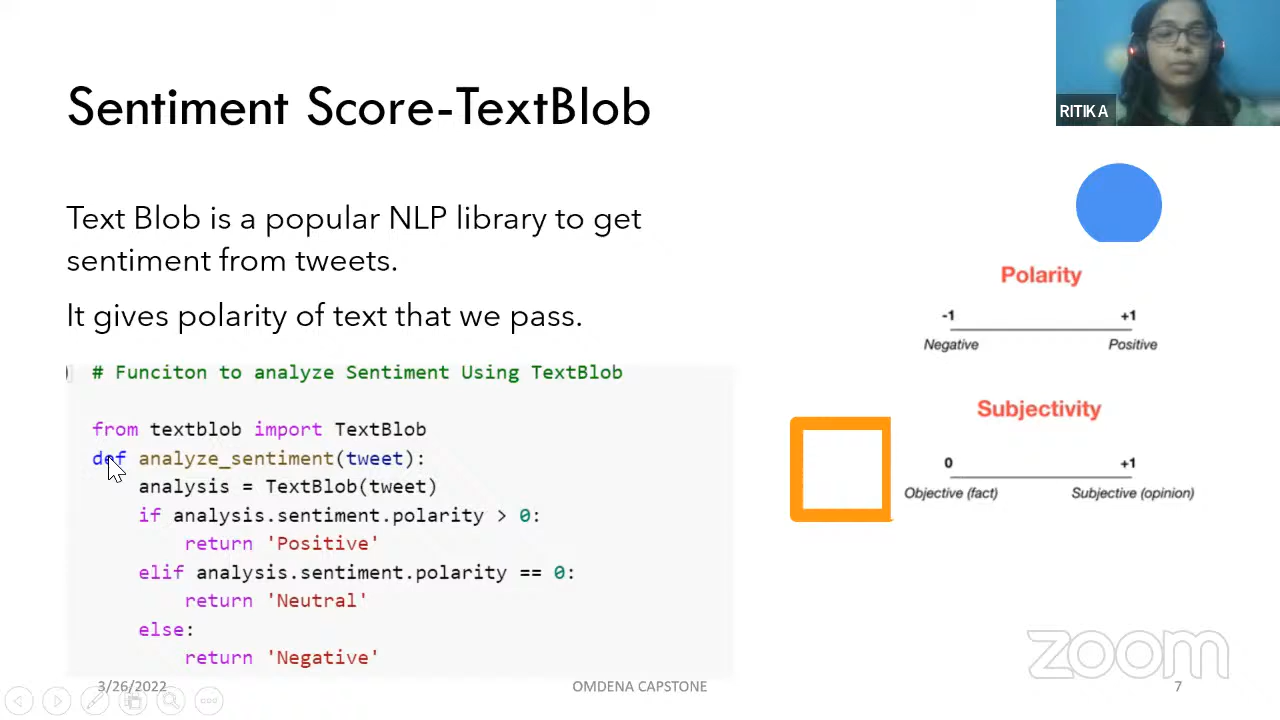 Sentiment Score-TextBlob
RITIKA
Text Blob is a popular NLP library to get
sentiment from tweets.
It gives polarity of text that we pass.
# Funciton to analyze Sentiment Using TextBlob
from textblob import TextBlob
def analyze_sentiment(tweet):
analysis = TextBlob(tweet)
if analysis.sentiment.polarity > 0:
return 'Positive'
elif analysis.sentiment.polarity == 0:
return 'Neutral'
else:
return 'Negative'
Polarity
-1 +1
Negative Positive
Subjectivity
0 +1
Objective (fact) Subjective (opinion)
zoom
3/26/2022 OMDENA CAPSTONE 7